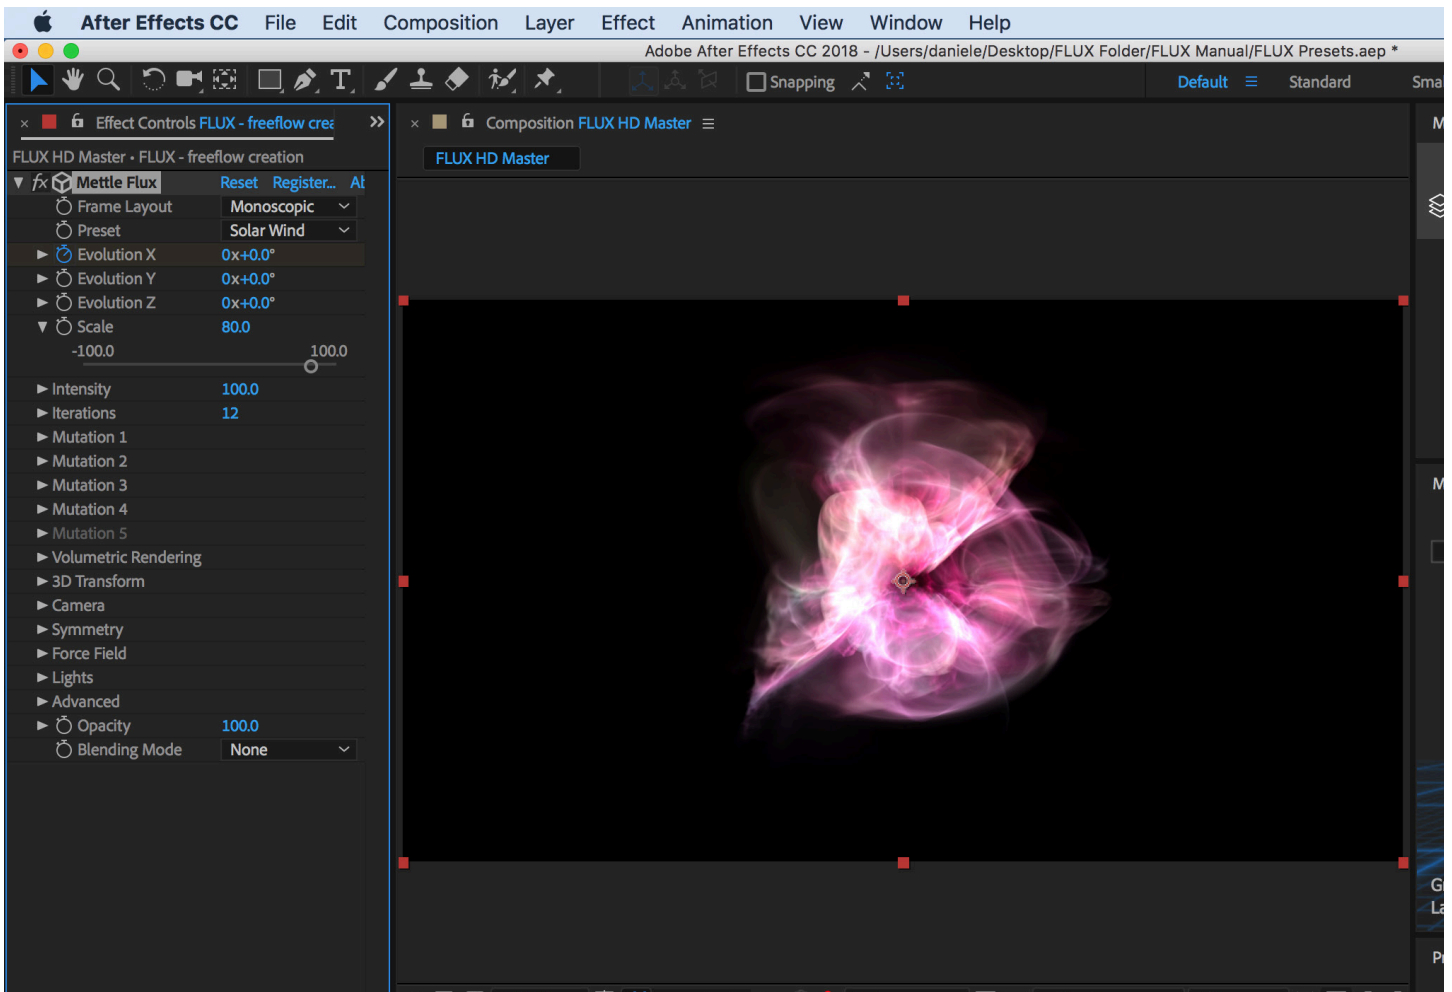 After Effects CC File Edit Composition Layer Effect Animation View Window Help
Adobe After Effects CC 2018 - /Users/daniele/Desktop/FLUX Folder/FLUX Manual/FLUX Presets.aep *
Snapping Default Standard
Effect Controls FLUX - freeflow
FLUX HD Master • FLUX - freeflow creation
fx Mettle Flux Reset Register...
Frame Layout Monoscopic
Preset Solar Wind
Evolution X 0x+0.0°
Evolution Y 0x+0.0°
Evolution Z 0x+0.0°
Scale 80.0
-100.0 100.0
Intensity 100.0
Iterations 12
Mutation 1
Mutation 2
Mutation 3
Mutation 4
Mutation 5
Volumetric Rendering
3D Transform
Camera
Symmetry
Force Field
Lights
Advanced
Opacity 100.0
Blending Mode None
Composition FLUX HD Master
FLUX HD Master